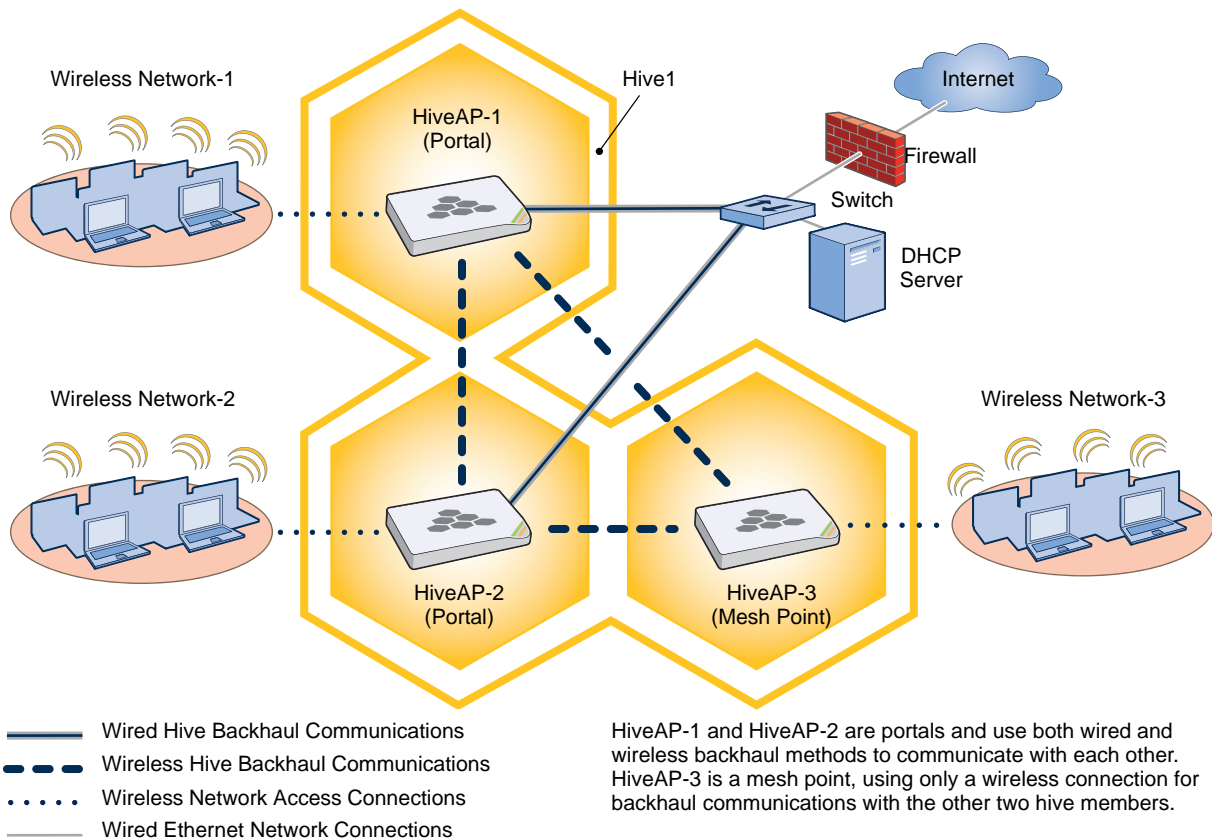 Wireless Network-1
HiveAP-1
(Portal)
Hive1
Internet
Firewall
Switch
DHCP
Server
Wireless Network-2
Wireless Network-3
HiveAP-2
(Portal)
HiveAP-3
(Mesh Point)
Wired Hive Backhaul Communications
Wireless Hive Backhaul Communications
Wireless Network Access Connections
Wired Ethernet Network Connections
HiveAP-1 and HiveAP-2 are portals and use both wired and
wireless backhaul methods to communicate with each other.
HiveAP-3 is a mesh point, using only a wireless connection for
backhaul communications with the other two hive members.